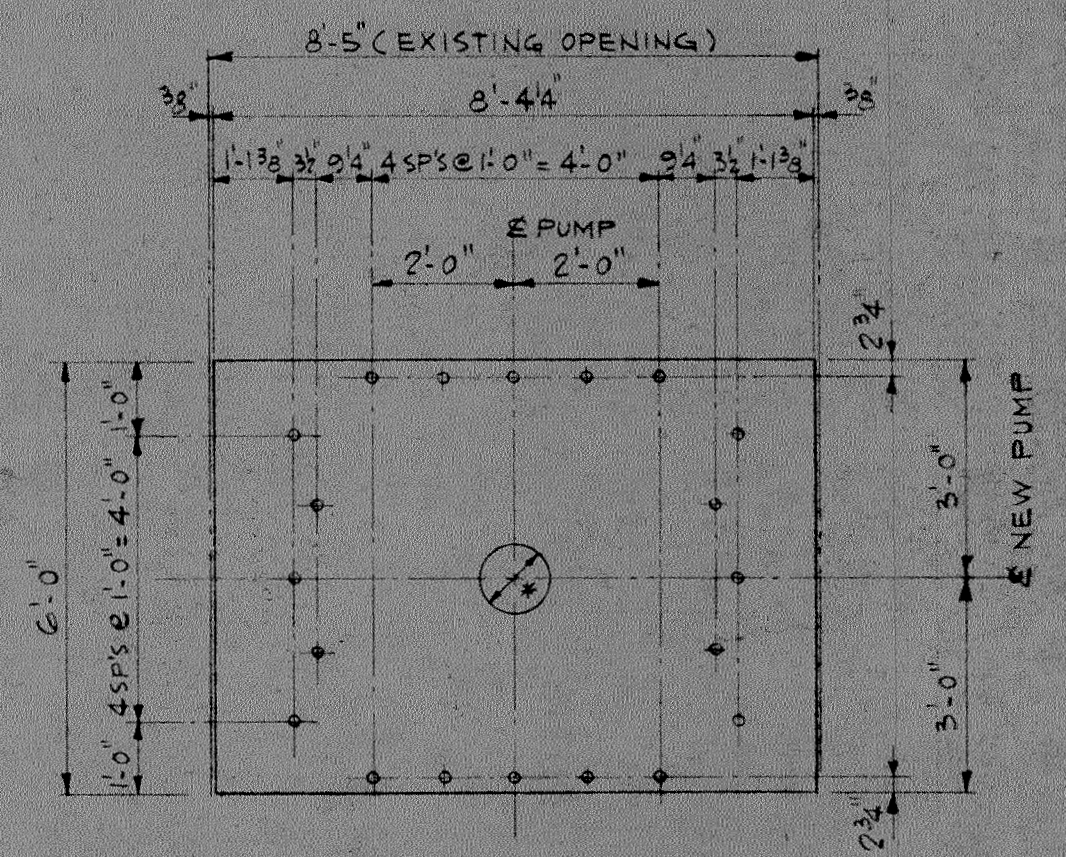 8'-5" (EXISTING OPENING)
3/8" 8'-4 1/4" 3/8"
1'-1 3/8" 3 1/2" 9 1/4" 4 SP'S @ 1'-0" = 4'-0" 9 1/4" 3 1/2" 1'-1 3/8"
℄ PUMP
2'-0" 2'-0"
2 3/4"
1'-0"
4 SP'S @ 1'-0" = 4'-0"
1'-0"
6'-0"
*
3'-0"
℄ NEW PUMP
3'-0"
2 3/4"